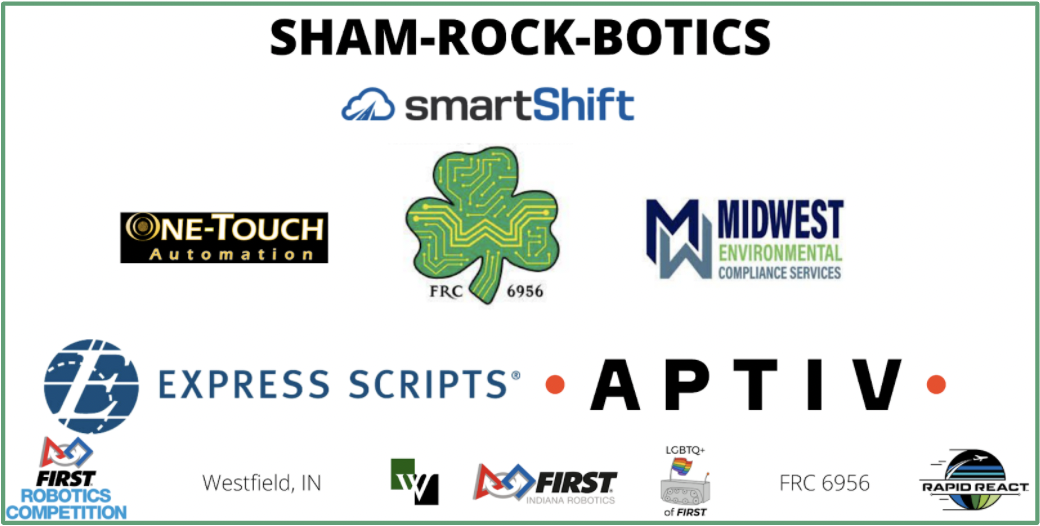 SHAM-ROCK-BOTICS
smartShift
ONE-TOUCH
Automation
FRC 6956
MW
MIDWEST
ENVIRONMENTAL
COMPLIANCE SERVICES
EXPRESS SCRIPTS®
• APTIV •
FIRST®
ROBOTICS
COMPETITION
Westfield, IN
W
FIRST®
INDIANA ROBOTICS
LGBTQ+
of FIRST
FRC 6956
RAPID REACT